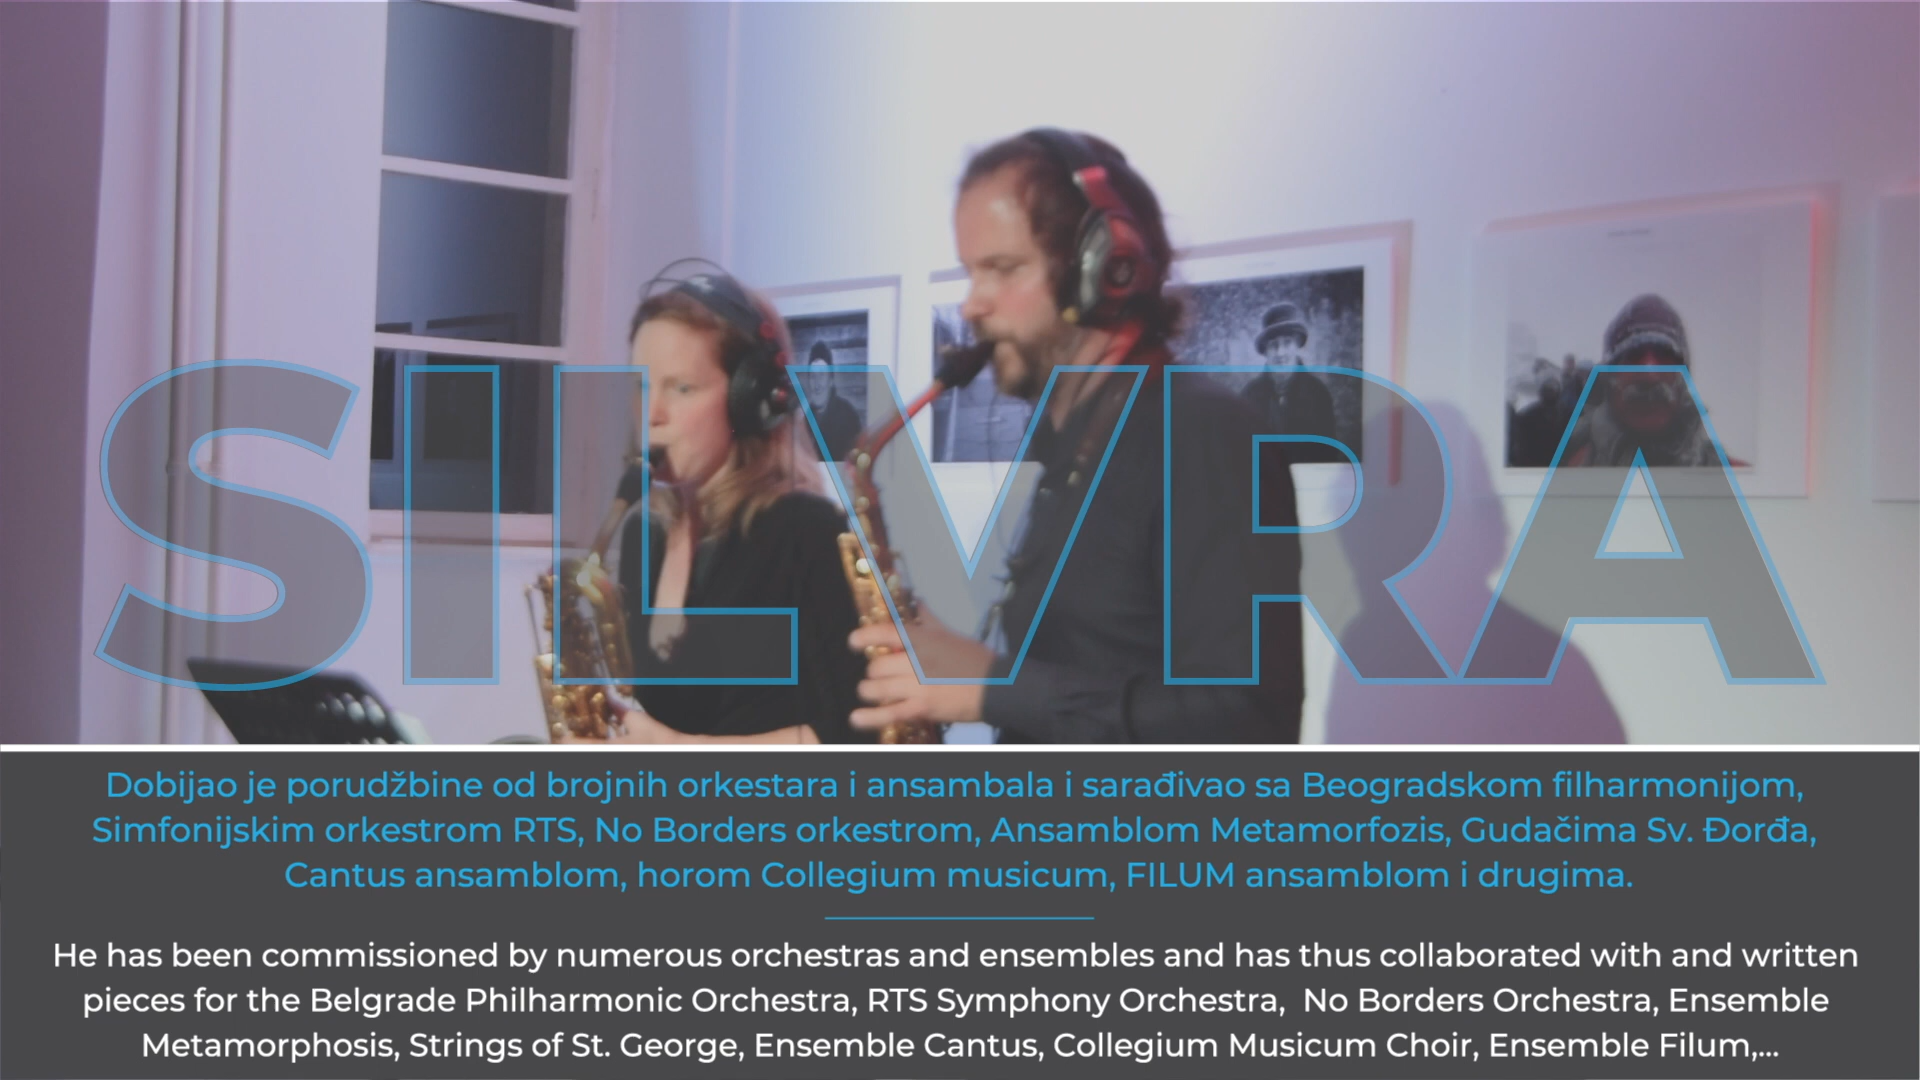 SILVRA
Dobijao je porudžbine od brojnih orkestara i ansambala i sarađivao sa Beogradskom filharmonijom,
Simfonijskim orkestrom RTS, No Borders orkestrom, Ansamblom Metamorfozis, Gudačima Sv. Đorđa,
Cantus ansamblom, horom Collegium musicum, FILUM ansamblom i drugima.
He has been commissioned by numerous orchestras and ensembles and has thus collaborated with and written
pieces for the Belgrade Philharmonic Orchestra, RTS Symphony Orchestra,  No Borders Orchestra, Ensemble
Metamorphosis, Strings of St. George, Ensemble Cantus, Collegium Musicum Choir, Ensemble Filum,...